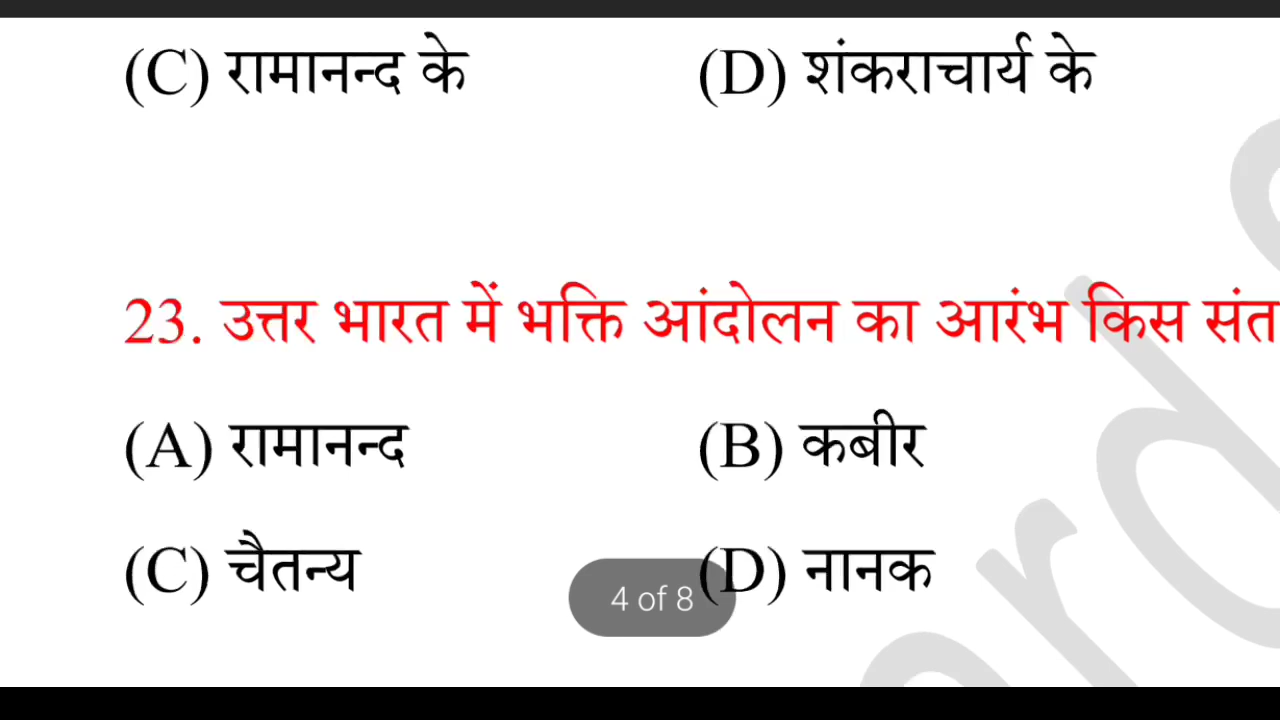 (C) रामानन्द के (D) शंकराचार्य के
23. उत्तर भारत में भक्ति आंदोलन का आरंभ किस संत
(A) रामानन्द (B) कबीर
(C) चैतन्य (D) नानक
4 of 8